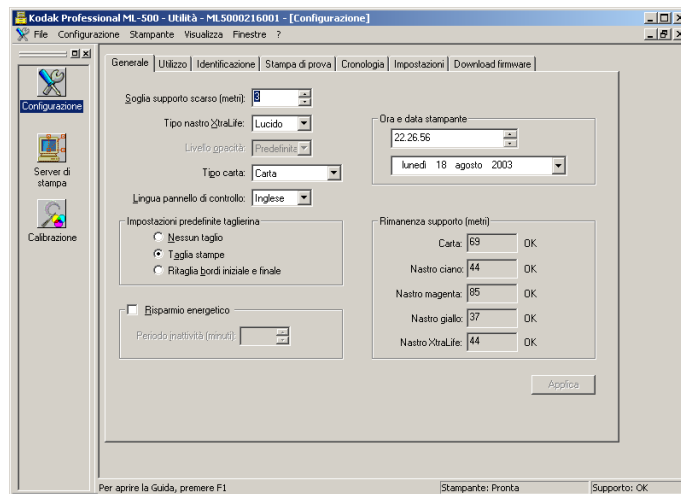 Kodak Professional ML-500 - Utilità - ML5000216001 - [Configurazione]
File Configurazione Stampante Visualizza Finestre ?
Configurazione
Server di
stampa
Calibrazione
Generale Utilizzo Identificazione Stampa di prova Cronologia Impostazioni Download firmware
Soglia supporto scarso (metri): 3
Tipo nastro XtraLife: Lucido
Livello opacità: Predefinite
Tipo carta: Carta
Lingua pannello di controllo: Inglese
Impostazioni predefinite taglierina
Nessun taglio
Taglia stampe
Ritaglia bordi iniziale e finale
Risparmio energetico
Periodo inattività (minuti):
Ora e data stampante
22.26.56
lunedì 18 agosto 2003
Rimanenza supporto (metri)
Carta: 69 OK
Nastro ciano: 44 OK
Nastro magenta: 85 OK
Nastro giallo: 37 OK
Nastro XtraLife: 44 OK
Applica
Per aprire la Guida, premere F1
Stampante: Pronta
Supporto: OK